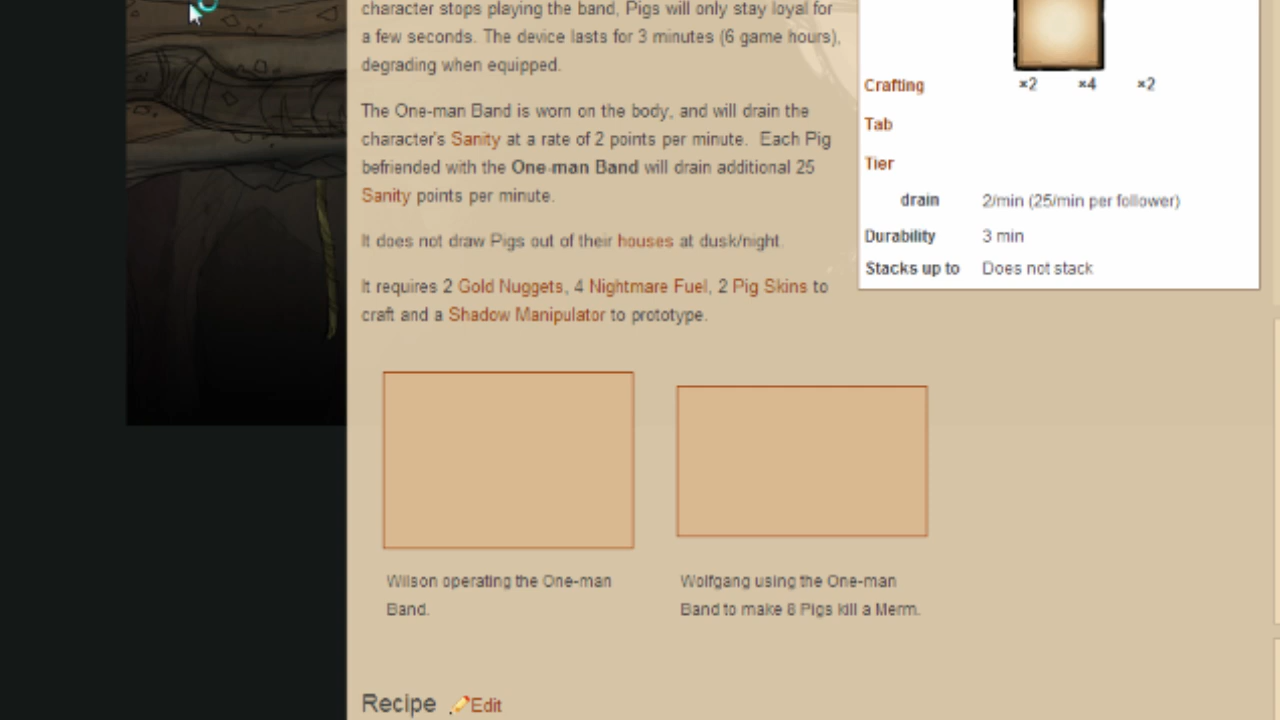 character stops playing the band, Pigs will only stay loyal for
a few seconds. The device lasts for 3 minutes (6 game hours),
degrading when equipped.
The One-man Band is worn on the body, and will drain the
character's Sanity at a rate of 2 points per minute. Each Pig
befriended with the One-man Band will drain additional 25
Sanity points per minute.
It does not draw Pigs out of their houses at dusk/night.
It requires 2 Gold Nuggets, 4 Nightmare Fuel, 2 Pig Skins to
craft and a Shadow Manipulator to prototype.
Crafting ×2 ×4 ×2
Tab
Tier
drain 2/min (25/min per follower)
Durability 3 min
Stacks up to Does not stack
Wilson operating the One-man
Band.
Wolfgang using the One-man
Band to make 8 Pigs kill a Merm.
Recipe Edit